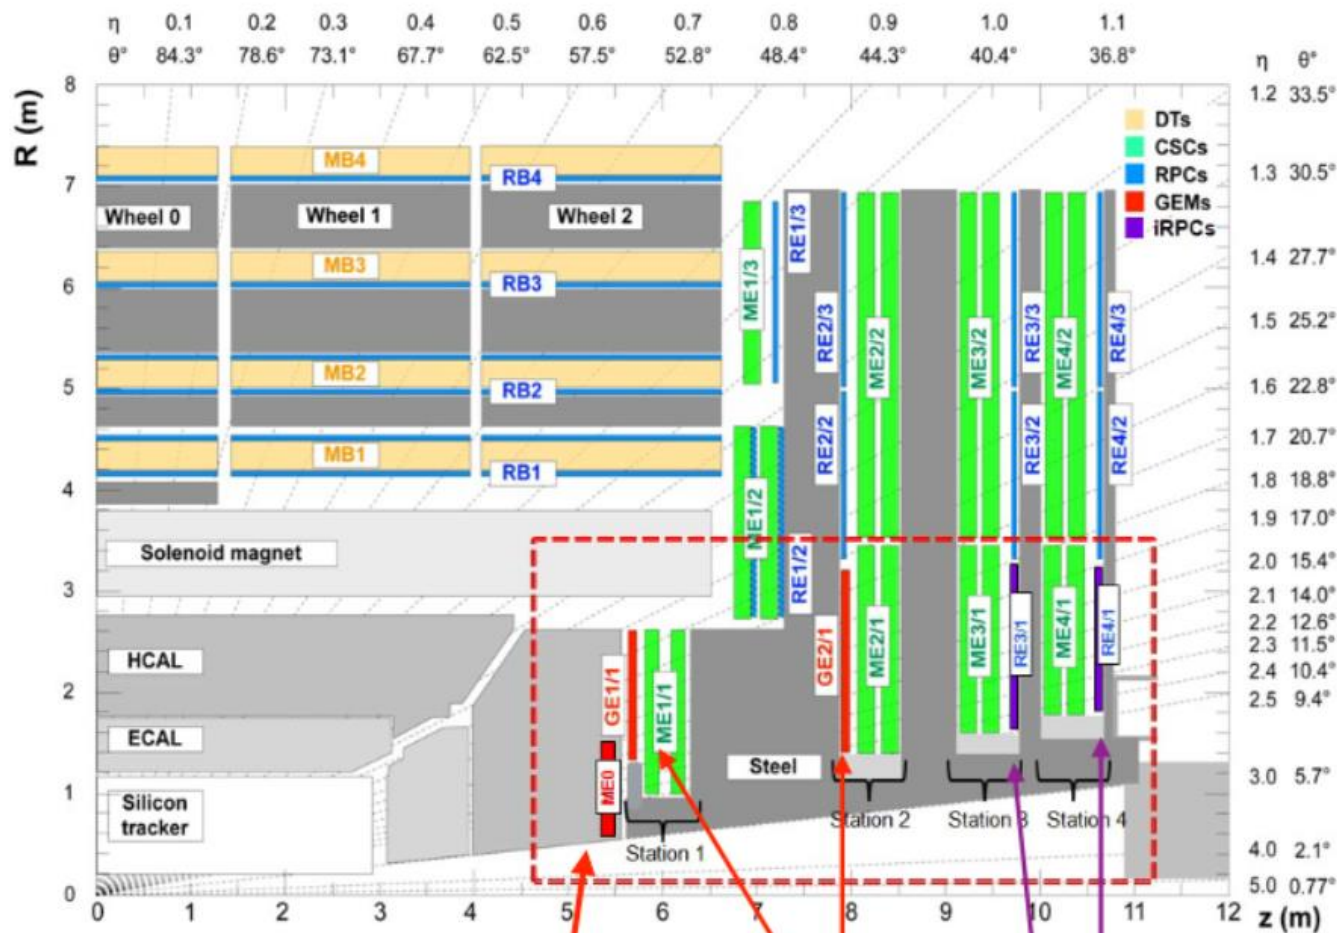 η 0.1 0.2 0.3 0.4 0.5 0.6 0.7 0.8 0.9 1.0 1.1
θ° 84.3° 78.6° 73.1° 67.7° 62.5° 57.5° 52.8° 48.4° 44.3° 40.4° 36.8° η θ°
R (m)
8
7
6
5
4
3
2
1
0
1.2 33.5°
1.3 30.5°
1.4 27.7°
1.5 25.2°
1.6 22.8°
1.7 20.7°
1.8 18.8°
1.9 17.0°
2.0 15.4°
2.1 14.0°
2.2 12.6°
2.3 11.5°
2.4 10.4°
2.5 9.4°
3.0 5.7°
4.0 2.1°
5.0 0.77°
DTs
CSCs
RPCs
GEMs
iRPCs
MB4
RB4
Wheel 0 Wheel 1 Wheel 2
MB3
RB3
MB2
RB2
MB1
RB1
Solenoid magnet
HCAL
ECAL
Silicon
tracker
Steel
ME1/3
RE1/3
ME1/2
RE1/2
RE2/3
RE2/2
ME2/2
ME3/2
RE3/3
RE3/2
ME4/2
RE4/3
RE4/2
GE1/1
ME1/1
ME0
GE2/1
ME2/1
ME3/1
RE3/1
ME4/1
RE4/1
Station 1
Station 2
Station 3
Station 4
0 1 2 3 4 5 6 7 8 9 10 11 12
z (m)